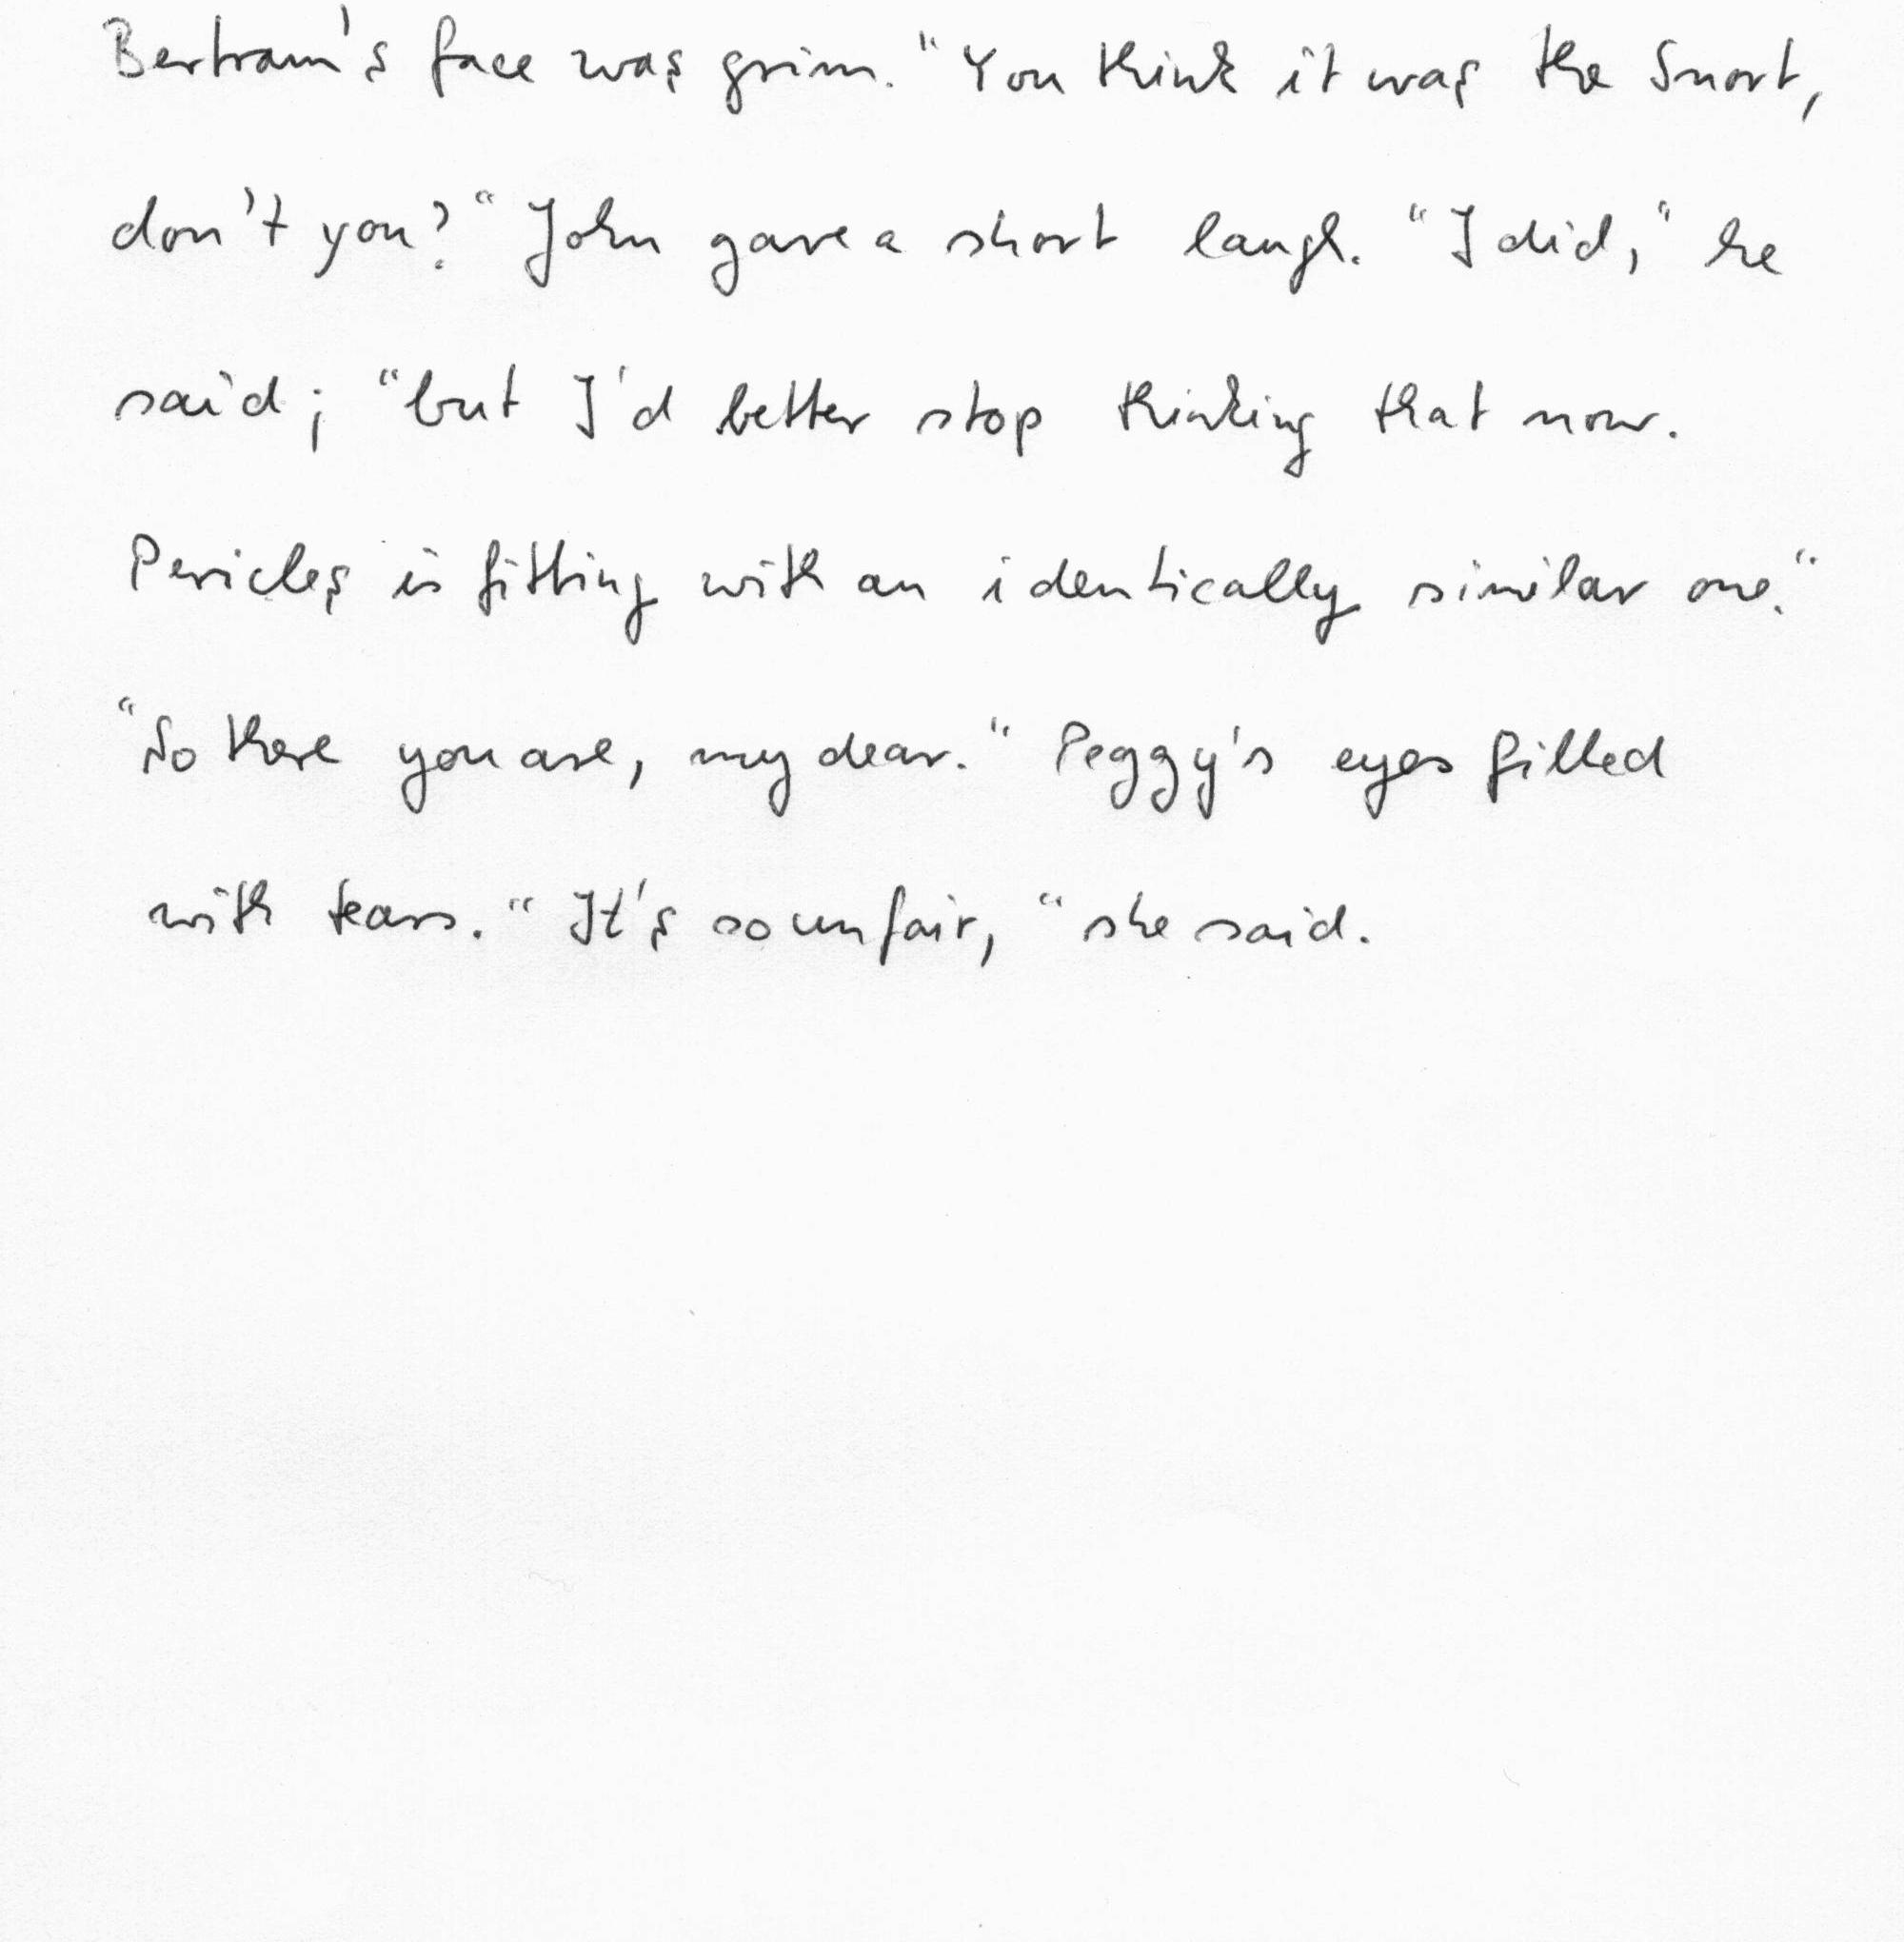 Bertram's face was grim. "You think it was the Snort,
don't you?" John gave a short laugh. "I did," he
said; "but I'd better stop thinking that now.
Pericles is fitting with an identically similar one."
"So there you are, my dear." Peggy's eyes filled
with tears. "It's so unfair," she said.